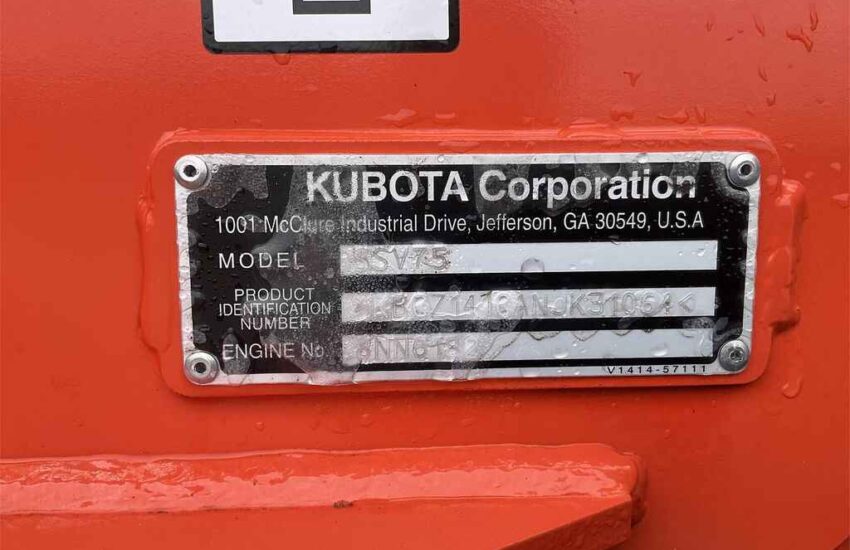 KUBOTA Corporation
1001 McClure Industrial Drive, Jefferson, GA 30549, U.S.A
MODEL SSV75
PRODUCT
IDENTIFICATION
NUMBER
ENGINE No
V1414-57111